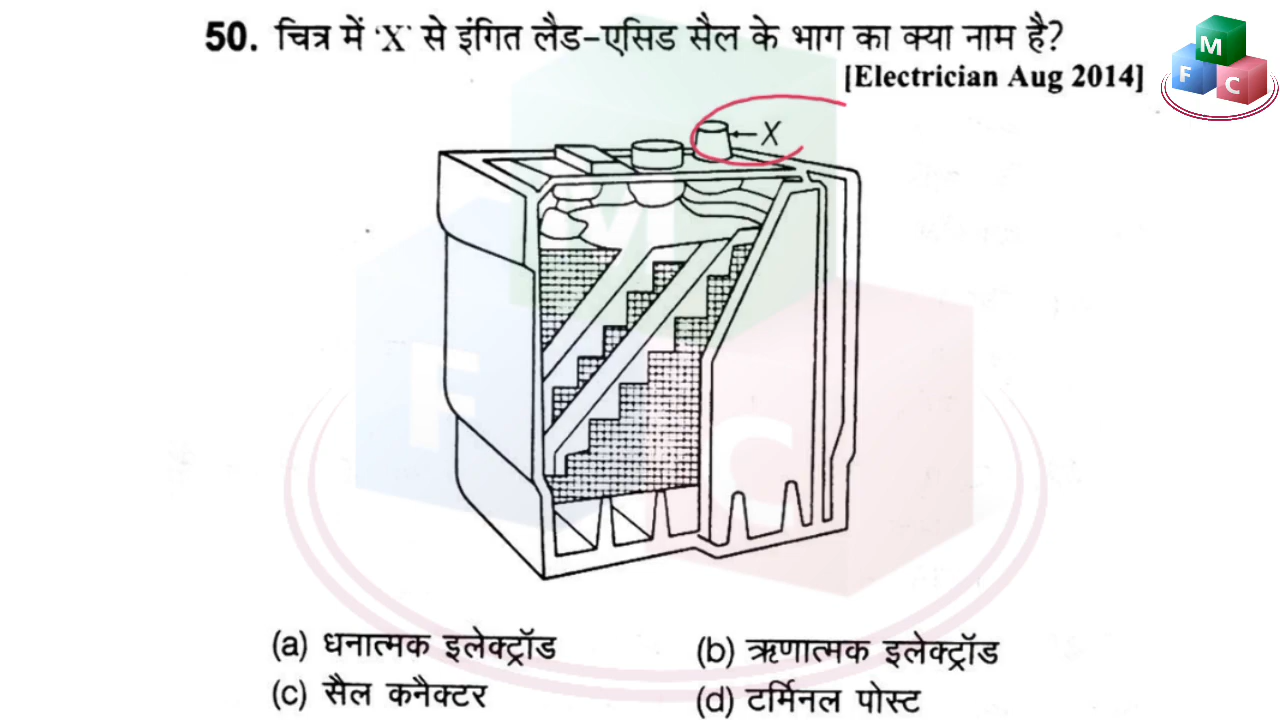 50. चित्र में 'X' से इंगित लैड-एसिड सैल के भाग का क्या नाम है?
[Electrician Aug 2014]
M
F
C
X
M
F
C
(a) धनात्मक इलेक्ट्रॉड
(b) ऋणात्मक इलेक्ट्रॉड
(c) सैल कनैक्टर
(d) टर्मिनल पोस्ट